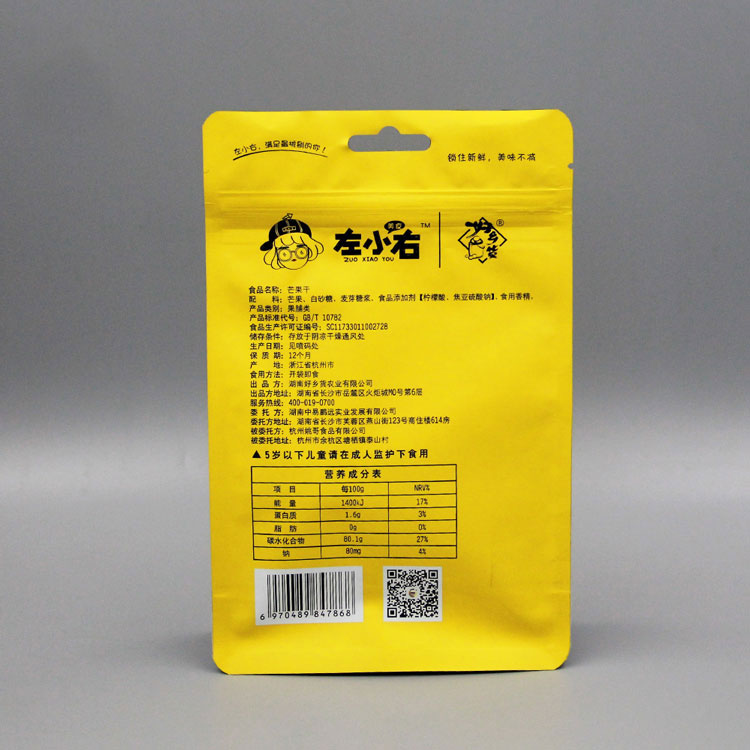 左小右,满足最挑剔的你!
锁住新鲜,美味不减
美食
左小右 TM
ZUO XIAO YOU
好乡货 ®
食品名称:芒果干
配 料:芒果、白砂糖、麦芽糖浆、食品添加剂【柠檬酸、焦亚硫酸钠】、食用香精。
产品类别:果脯类
产品标准代号:GB/T 10782
食品生产许可证编号:SC11733011002728
储存条件:存放于阴凉干燥通风处
生产日期:见喷码处
保 质 期:12个月
产 地:浙江省杭州市
食用方法:开袋即食
出 品 方:湖南好乡货农业有限公司
出品方地址:湖南省长沙市岳麓区火炬城MO号第6层
服务热线:400-019-0700
委 托 方:湖南中易鹏远实业发展有限公司
委托方地址:湖南省长沙市芙蓉区燕山街123号商住楼614房
被委托方:杭州姚哥食品有限公司
被委托地址:杭州市余杭区塘栖镇泰山村
▲5岁以下儿童请在成人监护下食用
营养成分表
项 目 每100g NRV%
能 量 1400kJ 17%
蛋白质 1.6g 3%
脂 肪 0g 0%
碳水化合物 80.1g 27%
钠 80mg 4%
6 970489 847868